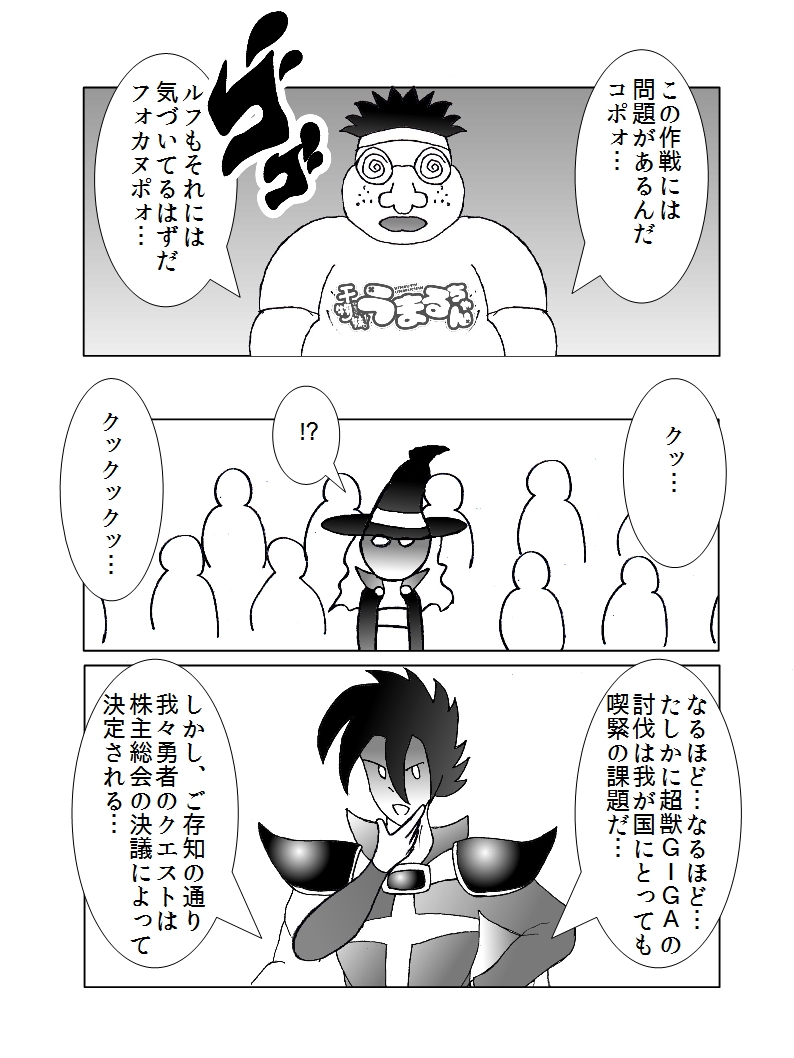 この作戦には
問題があるんだ
コポォ…
ゴゴ
ルフもそれには
気づいてるはずだ
フォカヌポォ…
干物妹
うまるちゃん
クッ…
!?
クックックッ…
なるほど…なるほど…
たしかに超獣GIGAの
討伐は我が国にとっても
喫緊の課題だ…
しかし、ご存知の通り
我々勇者のクエストは
株主総会の決議によって
決定される…